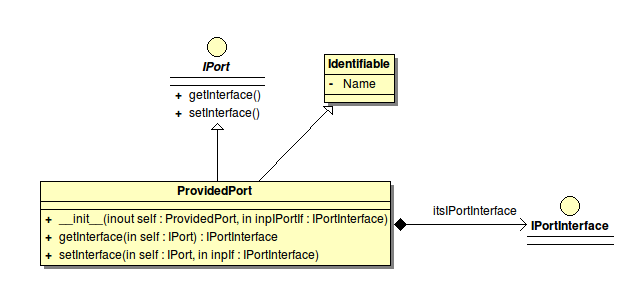 IPort
+ getInterface()
+ setInterface()
Identifiable
- Name
ProvidedPort
+ __init__(inout self : ProvidedPort, in inpIPortIf : IPortInterface)
+ getInterface(in self : IPort) : IPortInterface
+ setInterface(in self : IPort, in inpIf : IPortInterface)
itsIPortInterface
IPortInterface